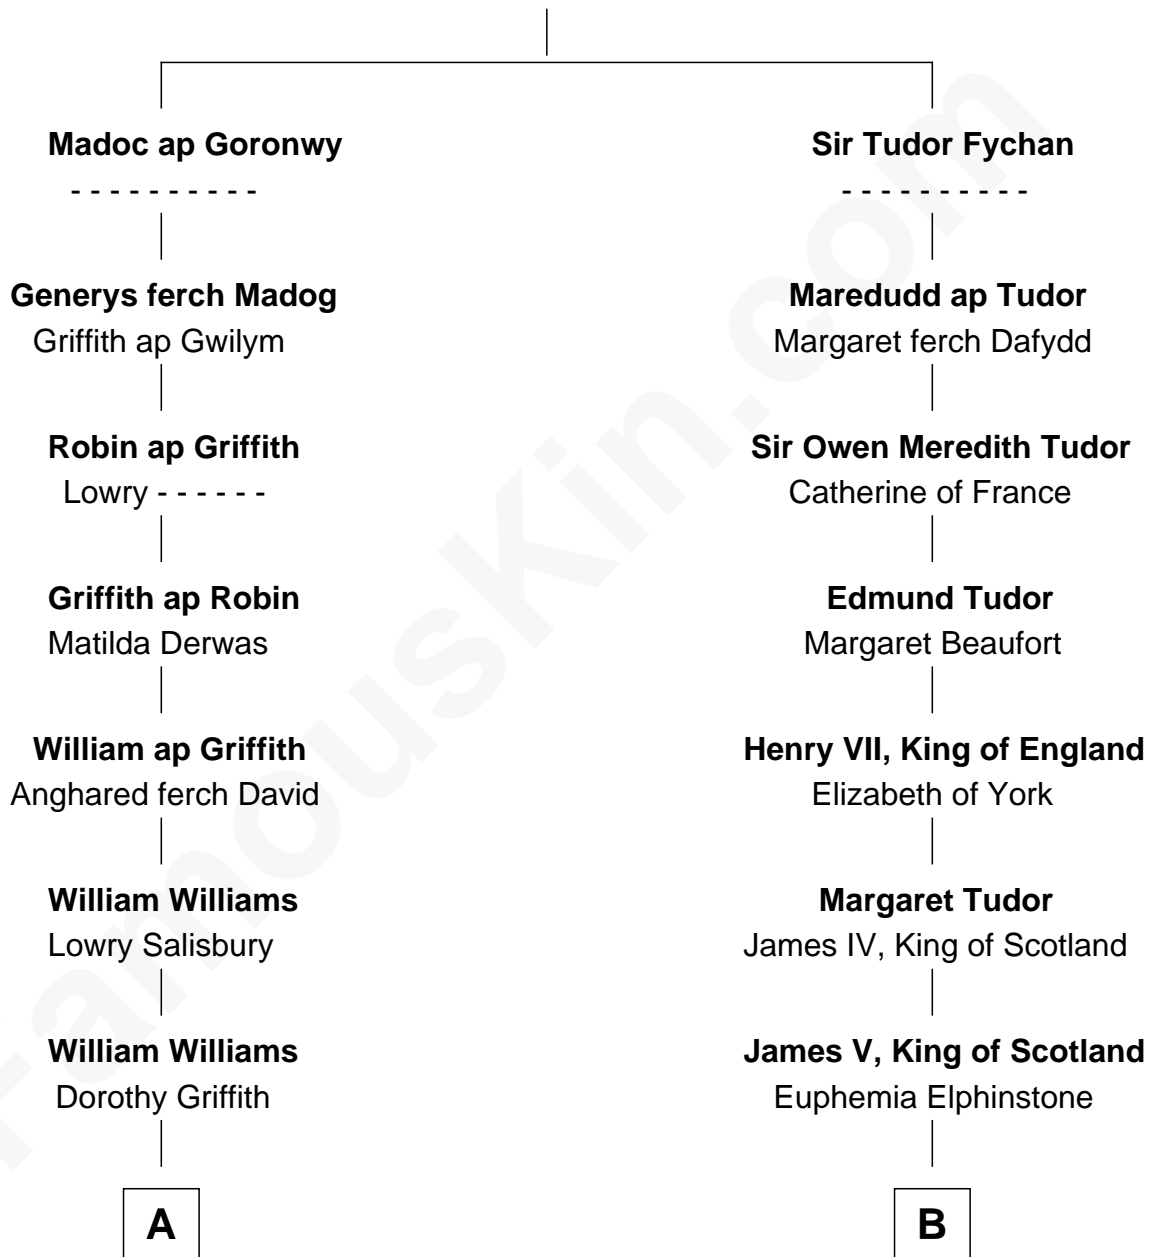 Madoc ap Goronwy
- - - - - - - - - -
Generys ferch Madog
Griffith ap Gwilym
Robin ap Griffith
Lowry - - - - - -
Griffith ap Robin
Matilda Derwas
William ap Griffith
Anghared ferch David
William Williams
Lowry Salisbury
William Williams
Dorothy Griffith
A
Sir Tudor Fychan
- - - - - - - - - -
Maredudd ap Tudor
Margaret ferch Dafydd
Sir Owen Meredith Tudor
Catherine of France
Edmund Tudor
Margaret Beaufort
Henry VII, King of England
Elizabeth of York
Margaret Tudor
James IV, King of Scotland
James V, King of Scotland
Euphemia Elphinstone
B
FamousKin.com